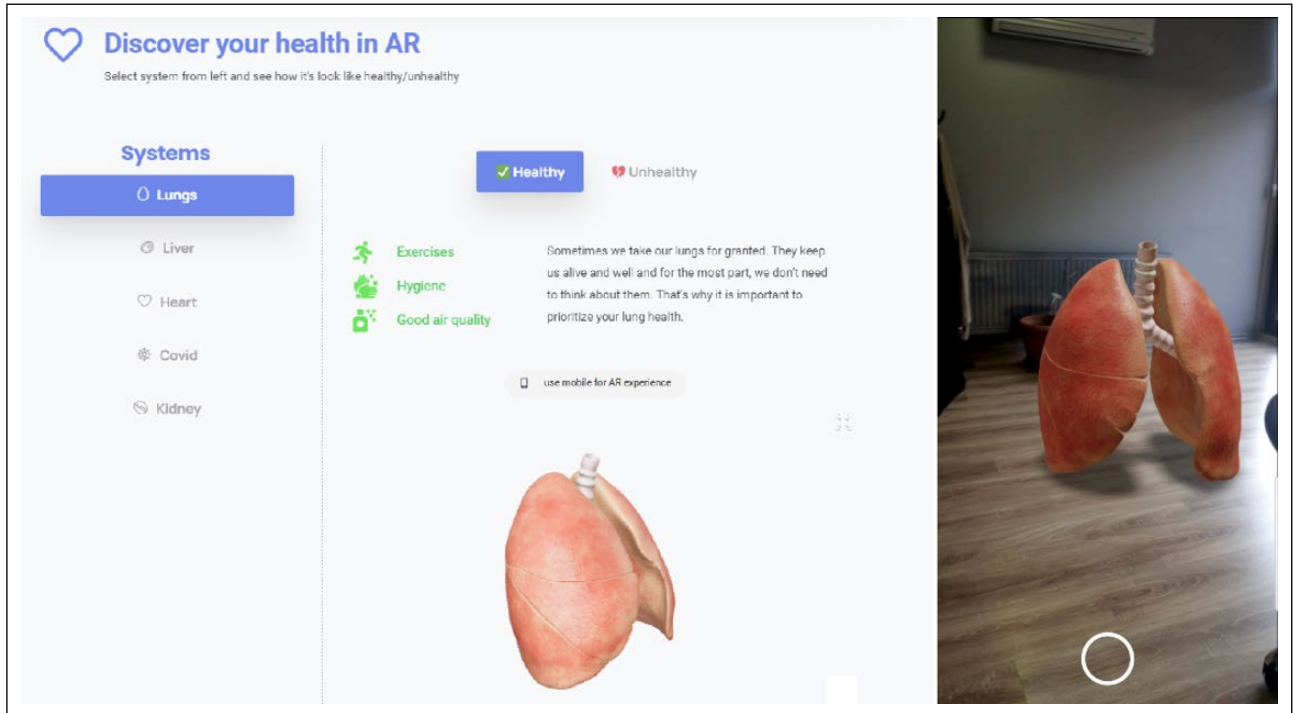 Discover your health in AR
Select system from left and see how it's look like healthy/unhealthy
Systems
Lungs
Liver
Heart
Covid
Kidney
Healthy
Unhealthy
Exercises
Hygiene
Good air quality
Sometimes we take our lungs for granted. They keep
us alive and well and for the most part, we don't need
to think about them. That's why it is important to
prioritize your lung health.
use mobile for AR experience